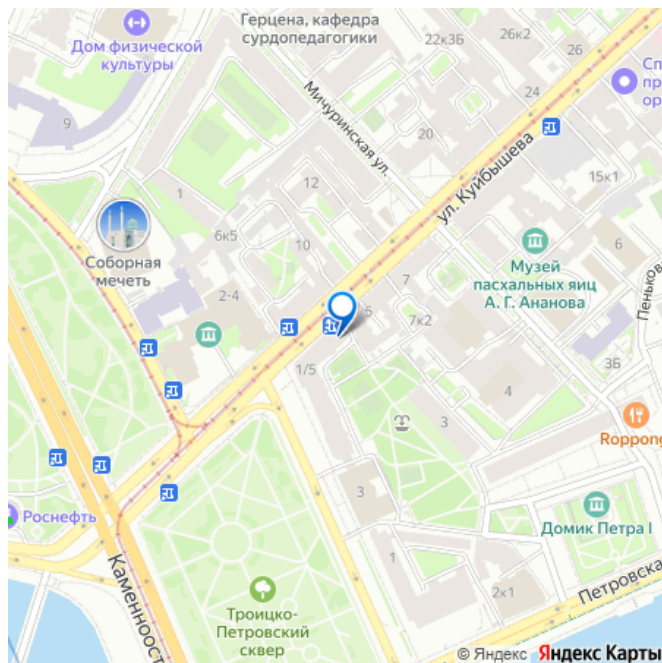 Герцена, кафедра
сурдопедагогики
22к3Б
26к2
26
Дом физической
культуры
Сп
пр
ор
24
Мичуринская ул.
9
20
ул. Куйбышева
12
1
15к1
6к5
10
Соборная
мечеть
7
6
Музей
пасхальных яиц
А. Г. Ананова
Пеньков
2-4
5
7к2
1/5
3Б
4
3
Roppong
3
Роснефть
Домик Петра I
1
Каменноост
2к1
Петровска
Троицко-
Петровский
сквер
© Яндекс Яндекс Карты